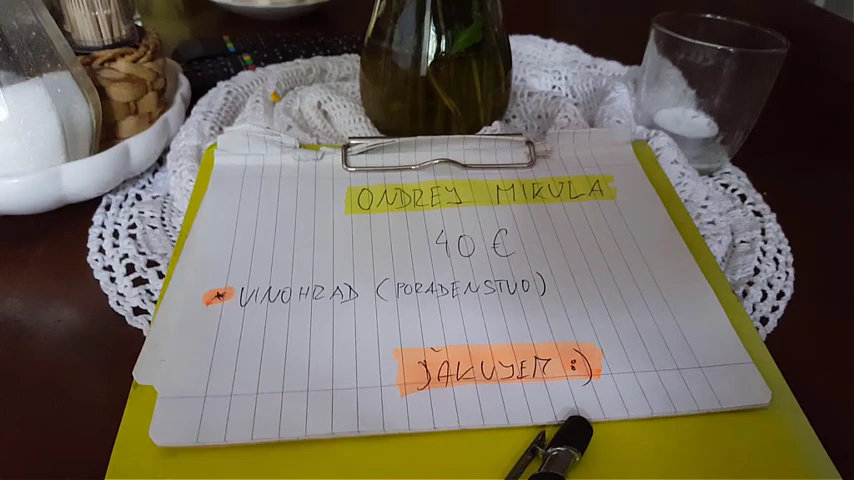 ONDREJ MIKULA
40 €
* VINOHRAD (PORADENSTVO)
ĎAKUJEM :)